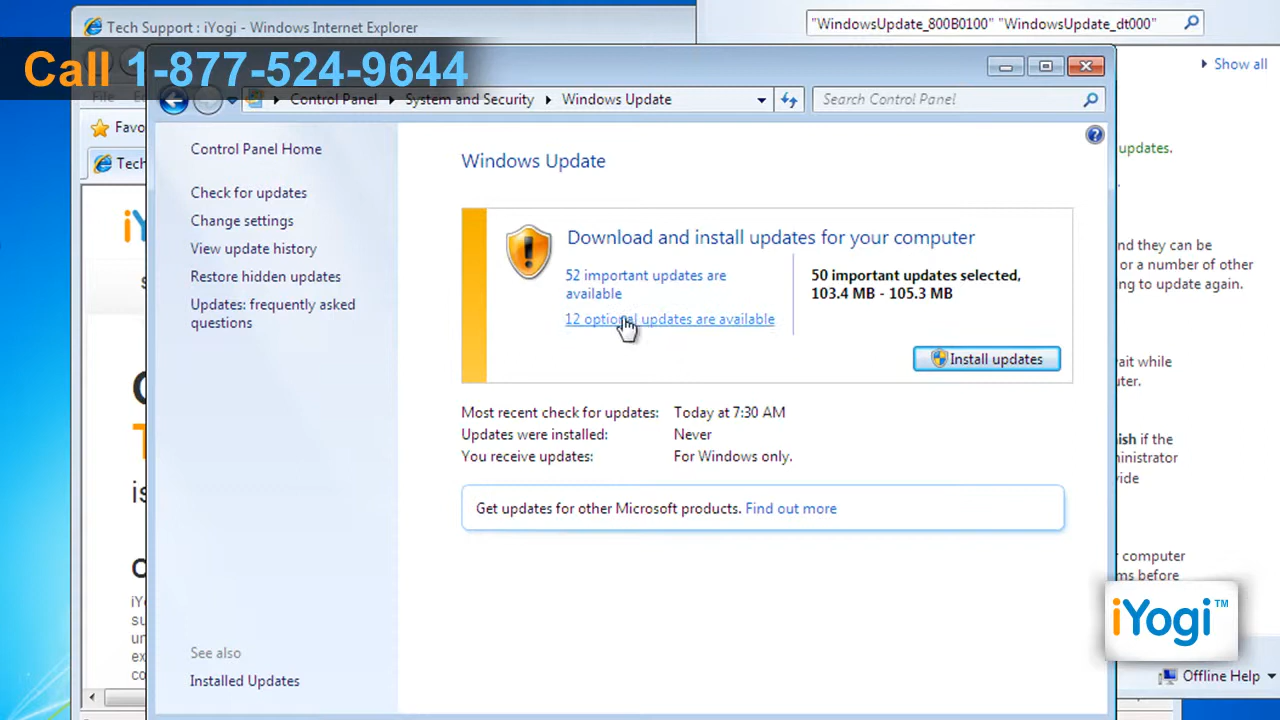 Tech Support : iYogi - Windows Internet Explorer
"WindowsUpdate_800B0100" "WindowsUpdate_dt000"
Call 1-877-524-9644
Show all
Control Panel
System and Security
Windows Update
Search Control Panel
Favo
Tech
updates.
Control Panel Home
Check for updates
Change settings
View update history
Restore hidden updates
Updates: frequently asked
questions
Windows Update
Download and install updates for your computer
52 important updates are
available
12 optional updates are available
50 important updates selected,
103.4 MB - 105.3 MB
Install updates
Most recent check for updates: Today at 7:30 AM
Updates were installed: Never
You receive updates: For Windows only.
Get updates for other Microsoft products. Find out more
See also
Installed Updates
nd they can be
or a number of other
ng to update again.
ait while
uter.
ish if the
ministrator
vide
computer
ms before
iYogi™
Offline Help